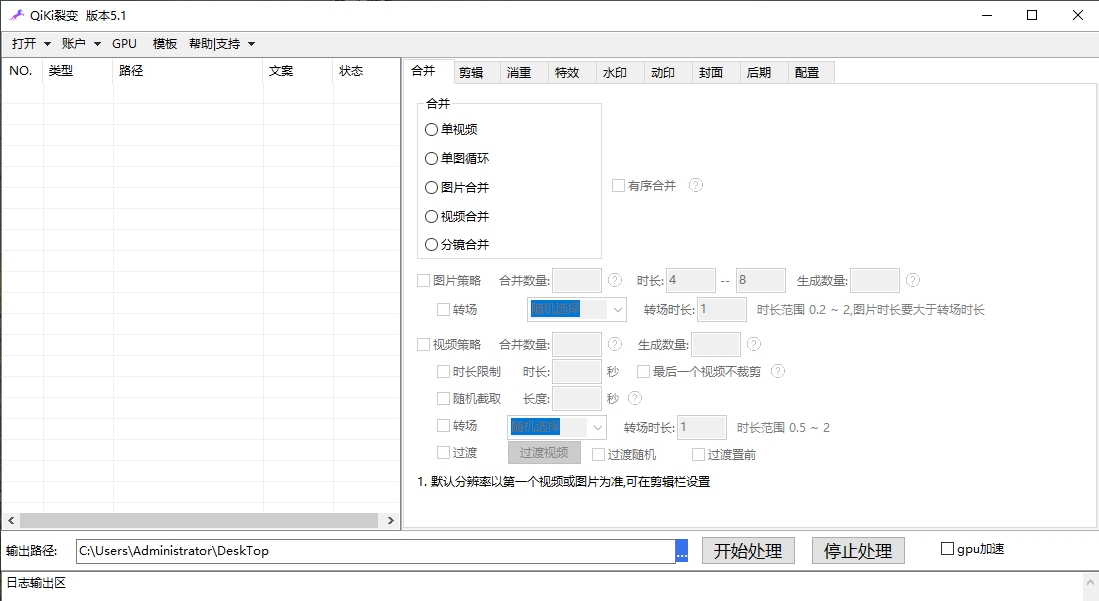 QiKi裂变 版本5.1
打开 账户 GPU 模板 帮助|支持
NO. 类型 路径 文案 状态
合并 剪辑 消重 特效 水印 动印 封面 后期 配置
合并
单视频
单图循环
图片合并
有序合并 ?
视频合并
分镜合并
图片策略 合并数量: ? 时长: 4 -- 8 生成数量: ?
转场 随机选择 转场时长: 1 时长范围 0.2 ~ 2,图片时长要大于转场时长
视频策略 合并数量: ? 生成数量: ?
时长限制 时长: 秒 最后一个视频不裁剪 ?
随机截取 长度: 秒 ?
转场 随机选择 转场时长: 1 时长范围 0.5 ~ 2
过渡 过渡视频 过渡随机 过渡置前
1. 默认分辨率以第一个视频或图片为准,可在剪辑栏设置
输出路径: C:\Users\Administrator\DeskTop ... 开始处理 停止处理 gpu加速
日志输出区